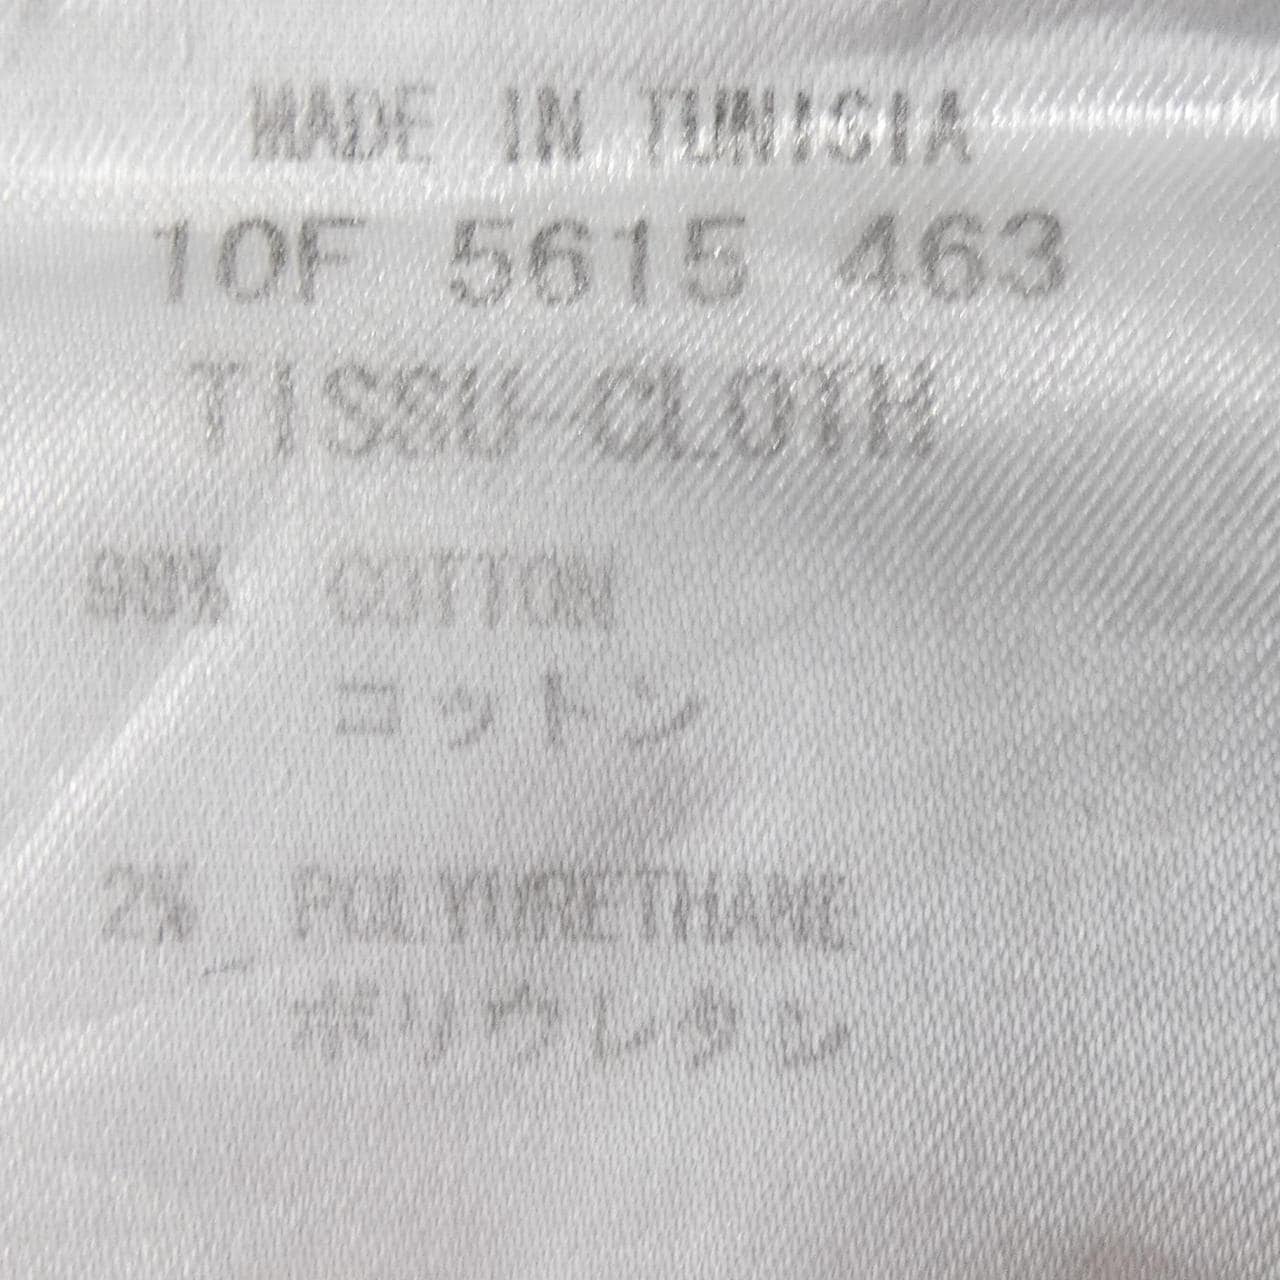 MADE IN TUNISIA
10F 5615 463
TISSU-CLOTH
98% COTTON
コットン
2% POLYURETHANE
ポリウレタン